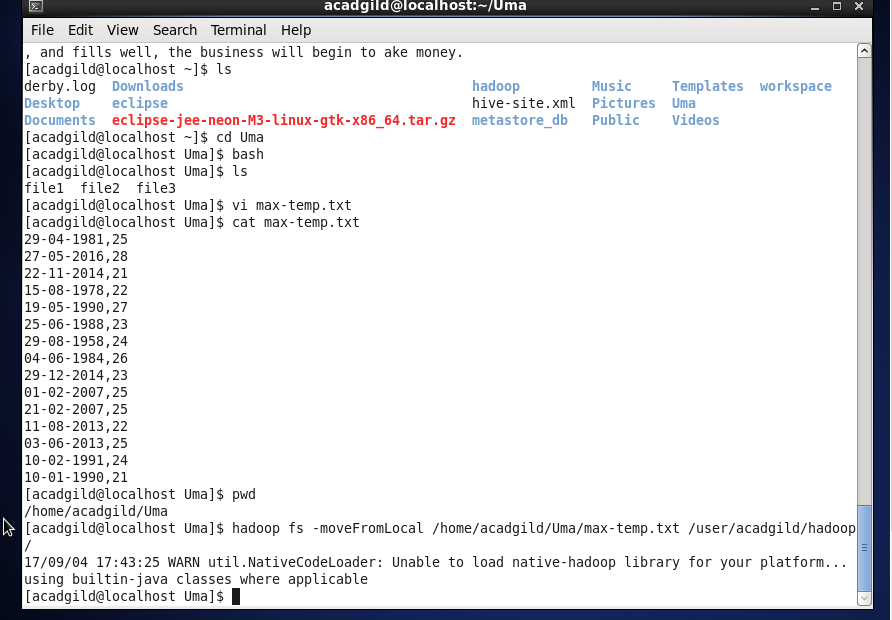 acadgild@localhost:~/Uma
File Edit View Search Terminal Help
, and fills well, the business will begin to ake money.
[acadgild@localhost ~]$ ls
derby.log  Downloads                                    hadoop         Music     Templates  workspace
Desktop    eclipse                                      hive-site.xml  Pictures  Uma
Documents  eclipse-jee-neon-M3-linux-gtk-x86_64.tar.gz  metastore_db   Public    Videos
[acadgild@localhost ~]$ cd Uma
[acadgild@localhost Uma]$ bash
[acadgild@localhost Uma]$ ls
file1  file2  file3
[acadgild@localhost Uma]$ vi max-temp.txt
[acadgild@localhost Uma]$ cat max-temp.txt
29-04-1981,25
27-05-2016,28
22-11-2014,21
15-08-1978,22
19-05-1990,27
25-06-1988,23
29-08-1958,24
04-06-1984,26
29-12-2014,23
01-02-2007,25
21-02-2007,25
11-08-2013,22
03-06-2013,25
10-02-1991,24
10-01-1990,21
[acadgild@localhost Uma]$ pwd
/home/acadgild/Uma
[acadgild@localhost Uma]$ hadoop fs -moveFromLocal /home/acadgild/Uma/max-temp.txt /user/acadgild/hadoop
/
17/09/04 17:43:25 WARN util.NativeCodeLoader: Unable to load native-hadoop library for your platform...
using builtin-java classes where applicable
[acadgild@localhost Uma]$